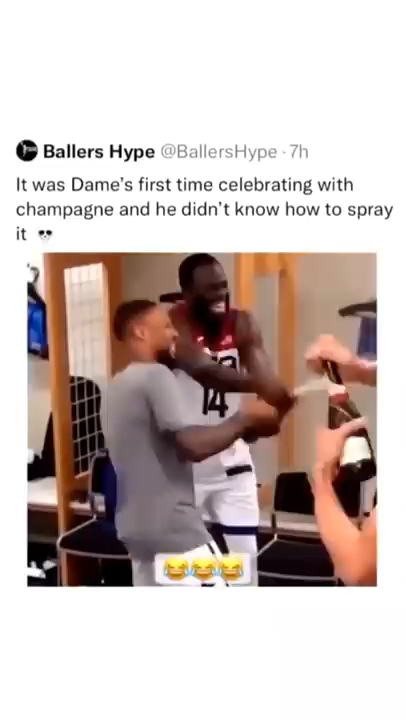 Ballers Hype @BallersHype · 7h
It was Dame's first time celebrating with
champagne and he didn't know how to spray
it 💀
14
😂😂😂